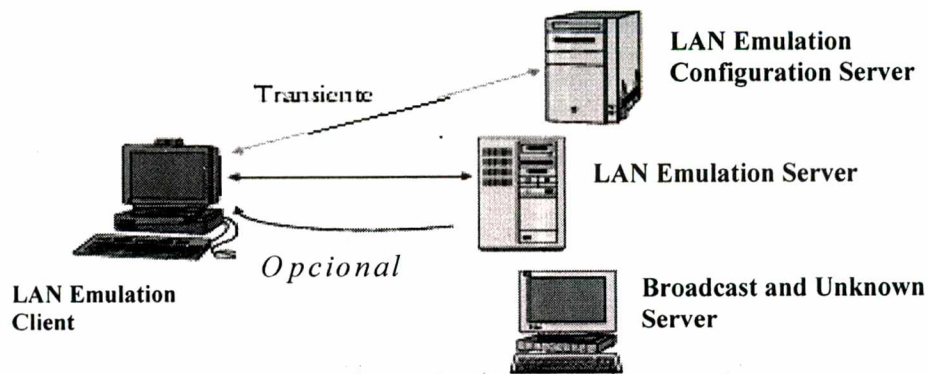 LAN Emulation
Configuration Server
Transiente
LAN Emulation Server
Opcional
LAN Emulation
Client
Broadcast and Unknown
Server